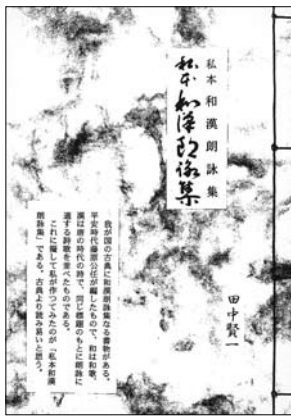 私本和漢朗詠集
私本和漢朗詠集
我が国の古典に和漢朗詠集なる書物がある。
平安時代藤原公任が編したもので、和は和歌、
漢は唐の時代の詩で、同じ標題のもとに朗詠に
適する詩歌を並べたものである。
これに擬して私が作つてみたのが「私本和漢
朗詠集」である。古典より読み易いと思う。
田中賢一